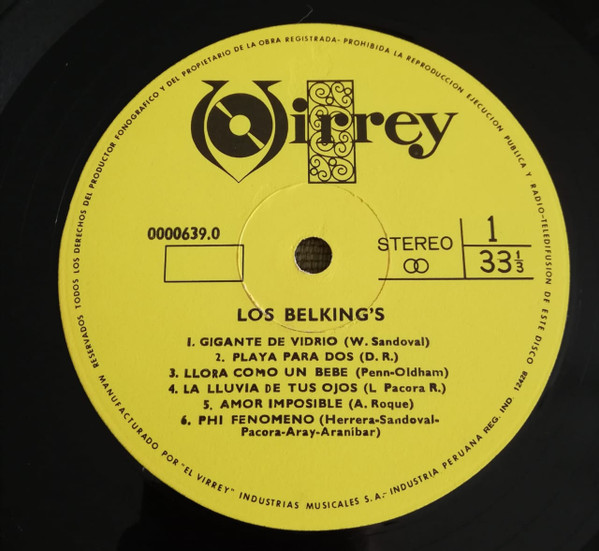 RESERVADOS TODOS LOS DERECHOS DEL PRODUCTOR FONOGRAFICO Y DEL PROPIETARIO DE LA OBRA REGISTRADA- PROHIBIDA LA REPRODUCCION EJECUCION PUBLICA Y RADIO-TELEDIFUSION DE ESTE DISCO
Virrey
0000639.0
STEREO
1
33 1/3
LOS BELKING'S
1. GIGANTE DE VIDRIO (W. Sandoval)
2. PLAYA PARA DOS (D. R.)
3. LLORA COMO UN BEBE (Penn-Oldham)
4. LA LLUVIA DE TUS OJOS (L. Pacora R.)
5. AMOR IMPOSIBLE (A. Roque)
6. PHI FENOMENO (Herrera-Sandoval-
Pacora-Aray-Aranibar)
MANUFACTURADO POR "EL VIRREY" INDUSTRIAS MUSICALES S.A.- INDUSTRIA PERUANA REG. IND. 12428